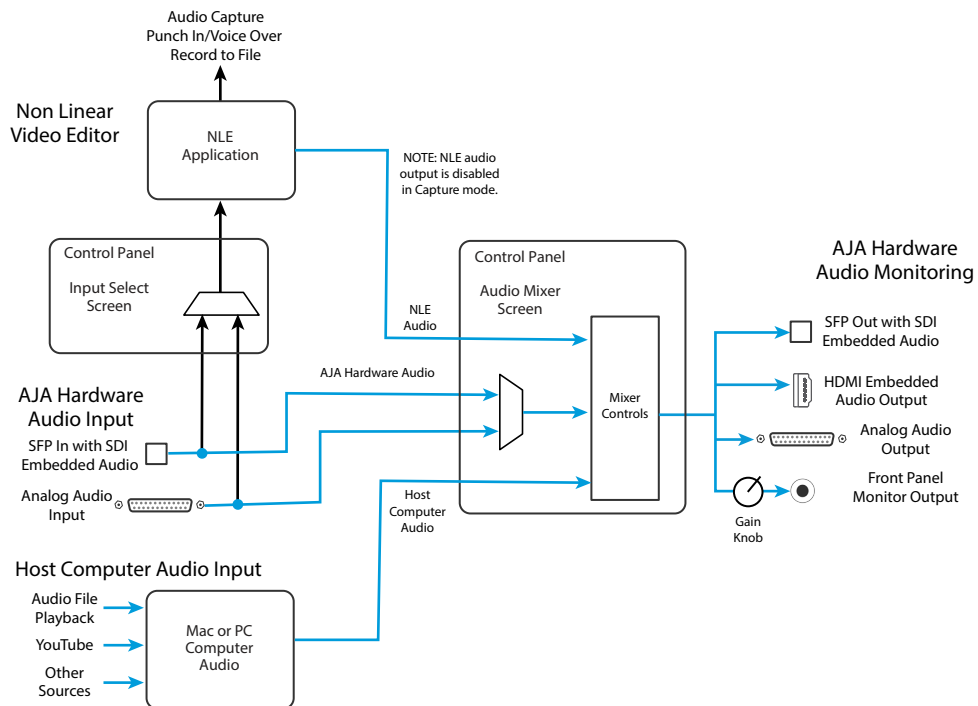 Audio Capture
Punch In/Voice Over
Record to File
Non Linear
Video Editor
NLE
Application
NOTE: NLE audio
output is disabled
in Capture mode.
Control Panel
Input Select
Screen
Control Panel
Audio Mixer
Screen
AJA Hardware
Audio Monitoring
NLE
Audio
SFP Out with SDI
Embedded Audio
AJA Hardware Audio
HDMI Embedded
Audio Output
Mixer
Controls
AJA Hardware
Audio Input
SFP In with SDI
Embedded Audio
Analog Audio
Output
Analog Audio
Input
Host
Computer
Audio
Front Panel
Monitor Output
Gain
Knob
Host Computer Audio Input
Audio File
Playback
YouTube
Other
Sources
Mac or PC
Computer
Audio